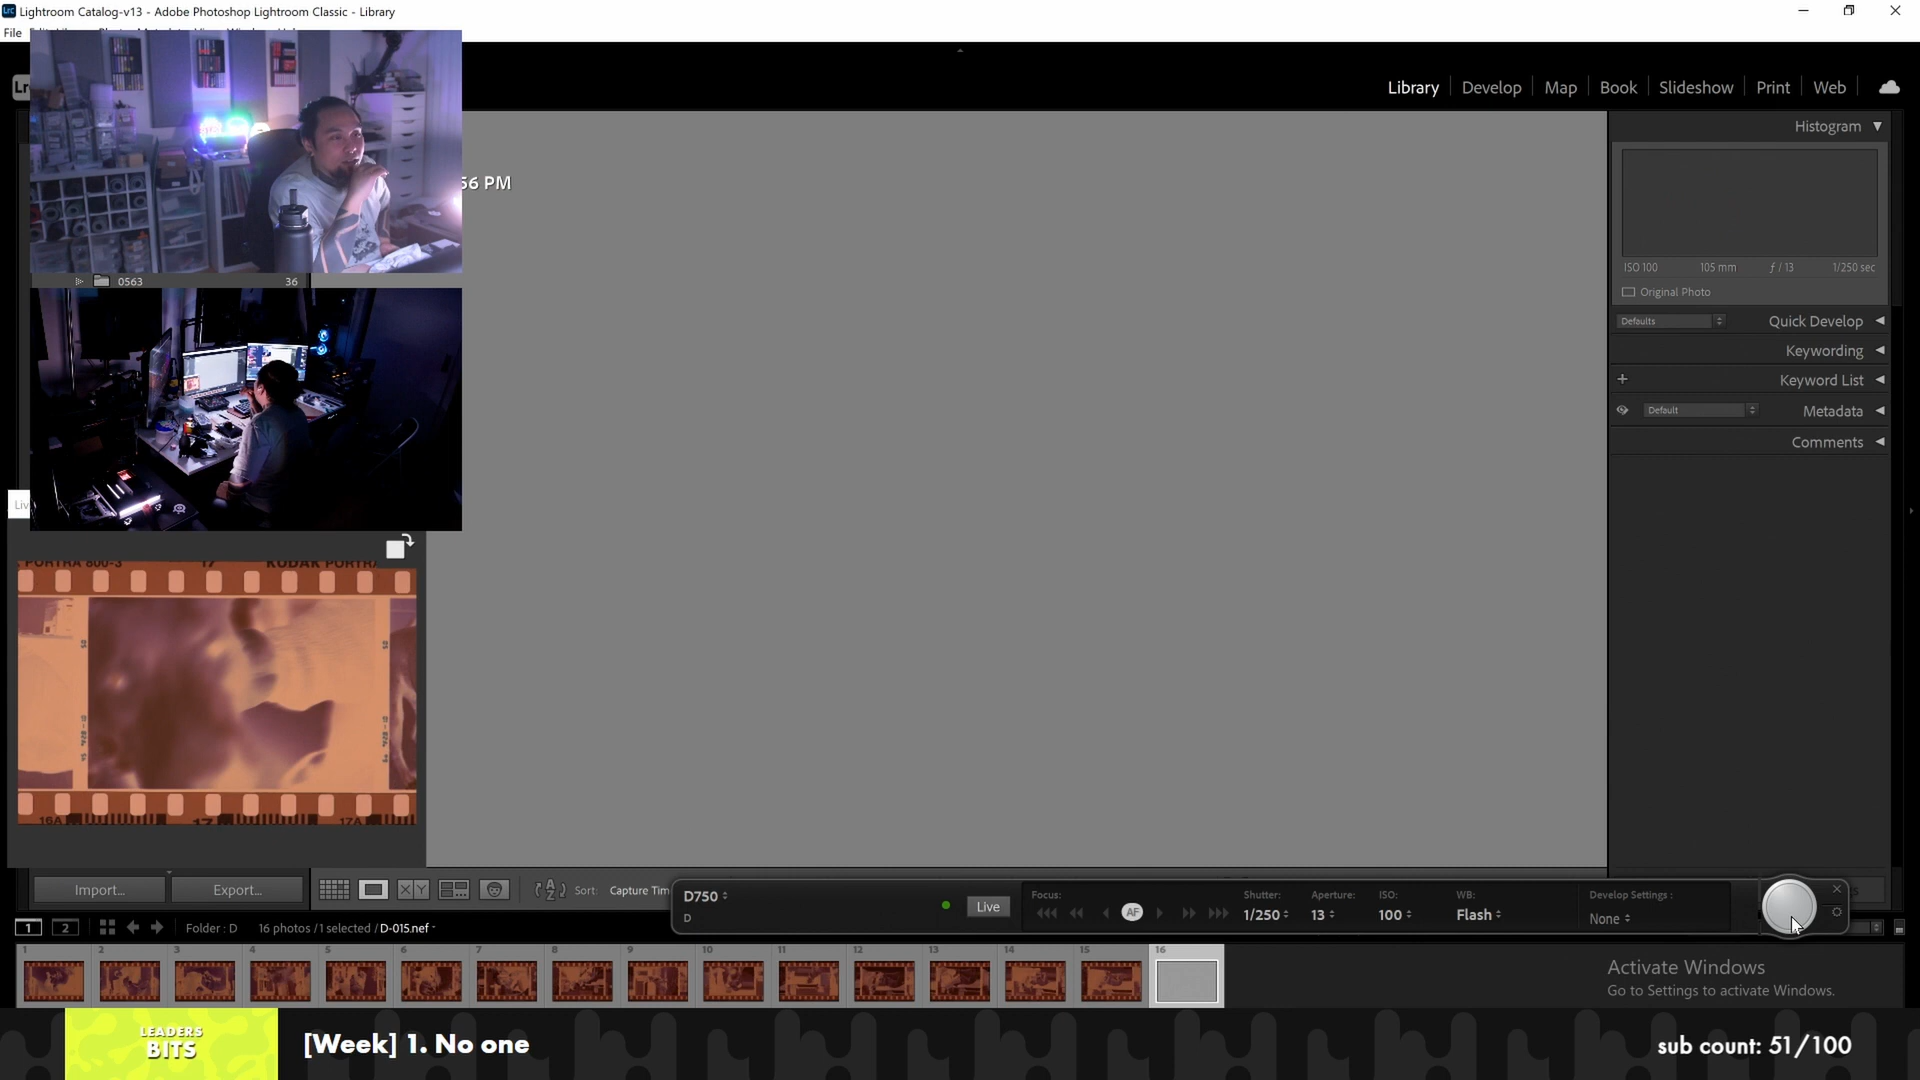 Lightroom Catalog-v13 - Adobe Photoshop Lightroom Classic - Library
File
Library
Develop
Map
Book
Slideshow
Print
Web
Histogram
56 PM
ISO 100
105 mm
ƒ / 13
1/250 sec
Original Photo
0563
36
Defaults
Quick Develop
Keywording
Keyword List
Default
Metadata
Comments
Liv
PORTRA 800-3
17
KODAK PORTRA
16A
17
17A
Import...
Export...
Sort:
Capture Tim
D750
D
Live
Focus:
AF
Shutter:
1/250
Aperture:
13
ISO:
100
WB:
Flash
Develop Settings :
None
1
2
Folder : D
16 photos / 1 selected / D-015.nef
1
2
3
4
5
6
7
8
9
10
11
12
13
14
15
16
Activate Windows
Go to Settings to activate Windows.
LEADERS
BITS
[Week] 1. No one
sub count: 51/100